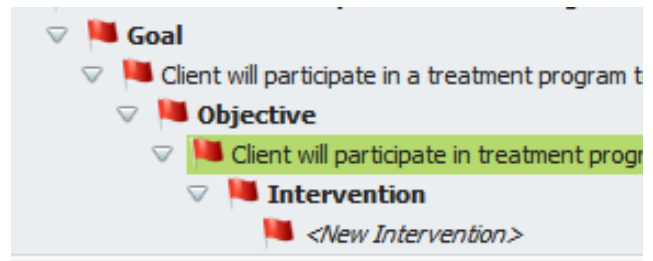 Goal
Client will participate in a treatment program t
Objective
Client will participate in treatment progr
Intervention
<New Intervention>